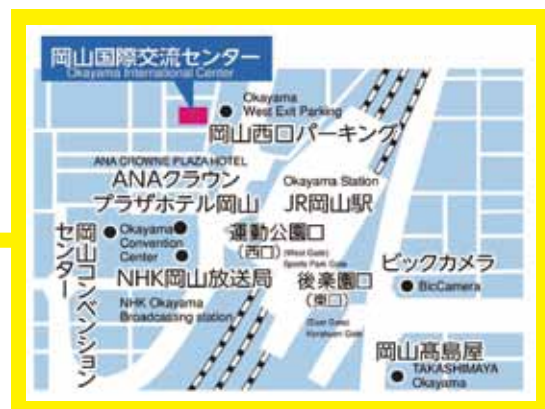 岡山国際交流センター
Okayama International Center
Okayama
West Exit Parking
岡山西口パーキング
ANA CROWNE PLAZA HOTEL
ANAクラウン
プラザホテル岡山
Okayama Station
JR岡山駅
岡山コンベンション
センター
Okayama
Convention
Center
運動公園口
(西口)
(West Gate)
Sports Park Gate
NHK岡山放送局
NHK Okayama
Broadcasting station
後楽園口
(東口)
(East Gate)
Korakuen Gate
ビックカメラ
BicCamera
岡山髙島屋
TAKASHIMAYA
Okayama